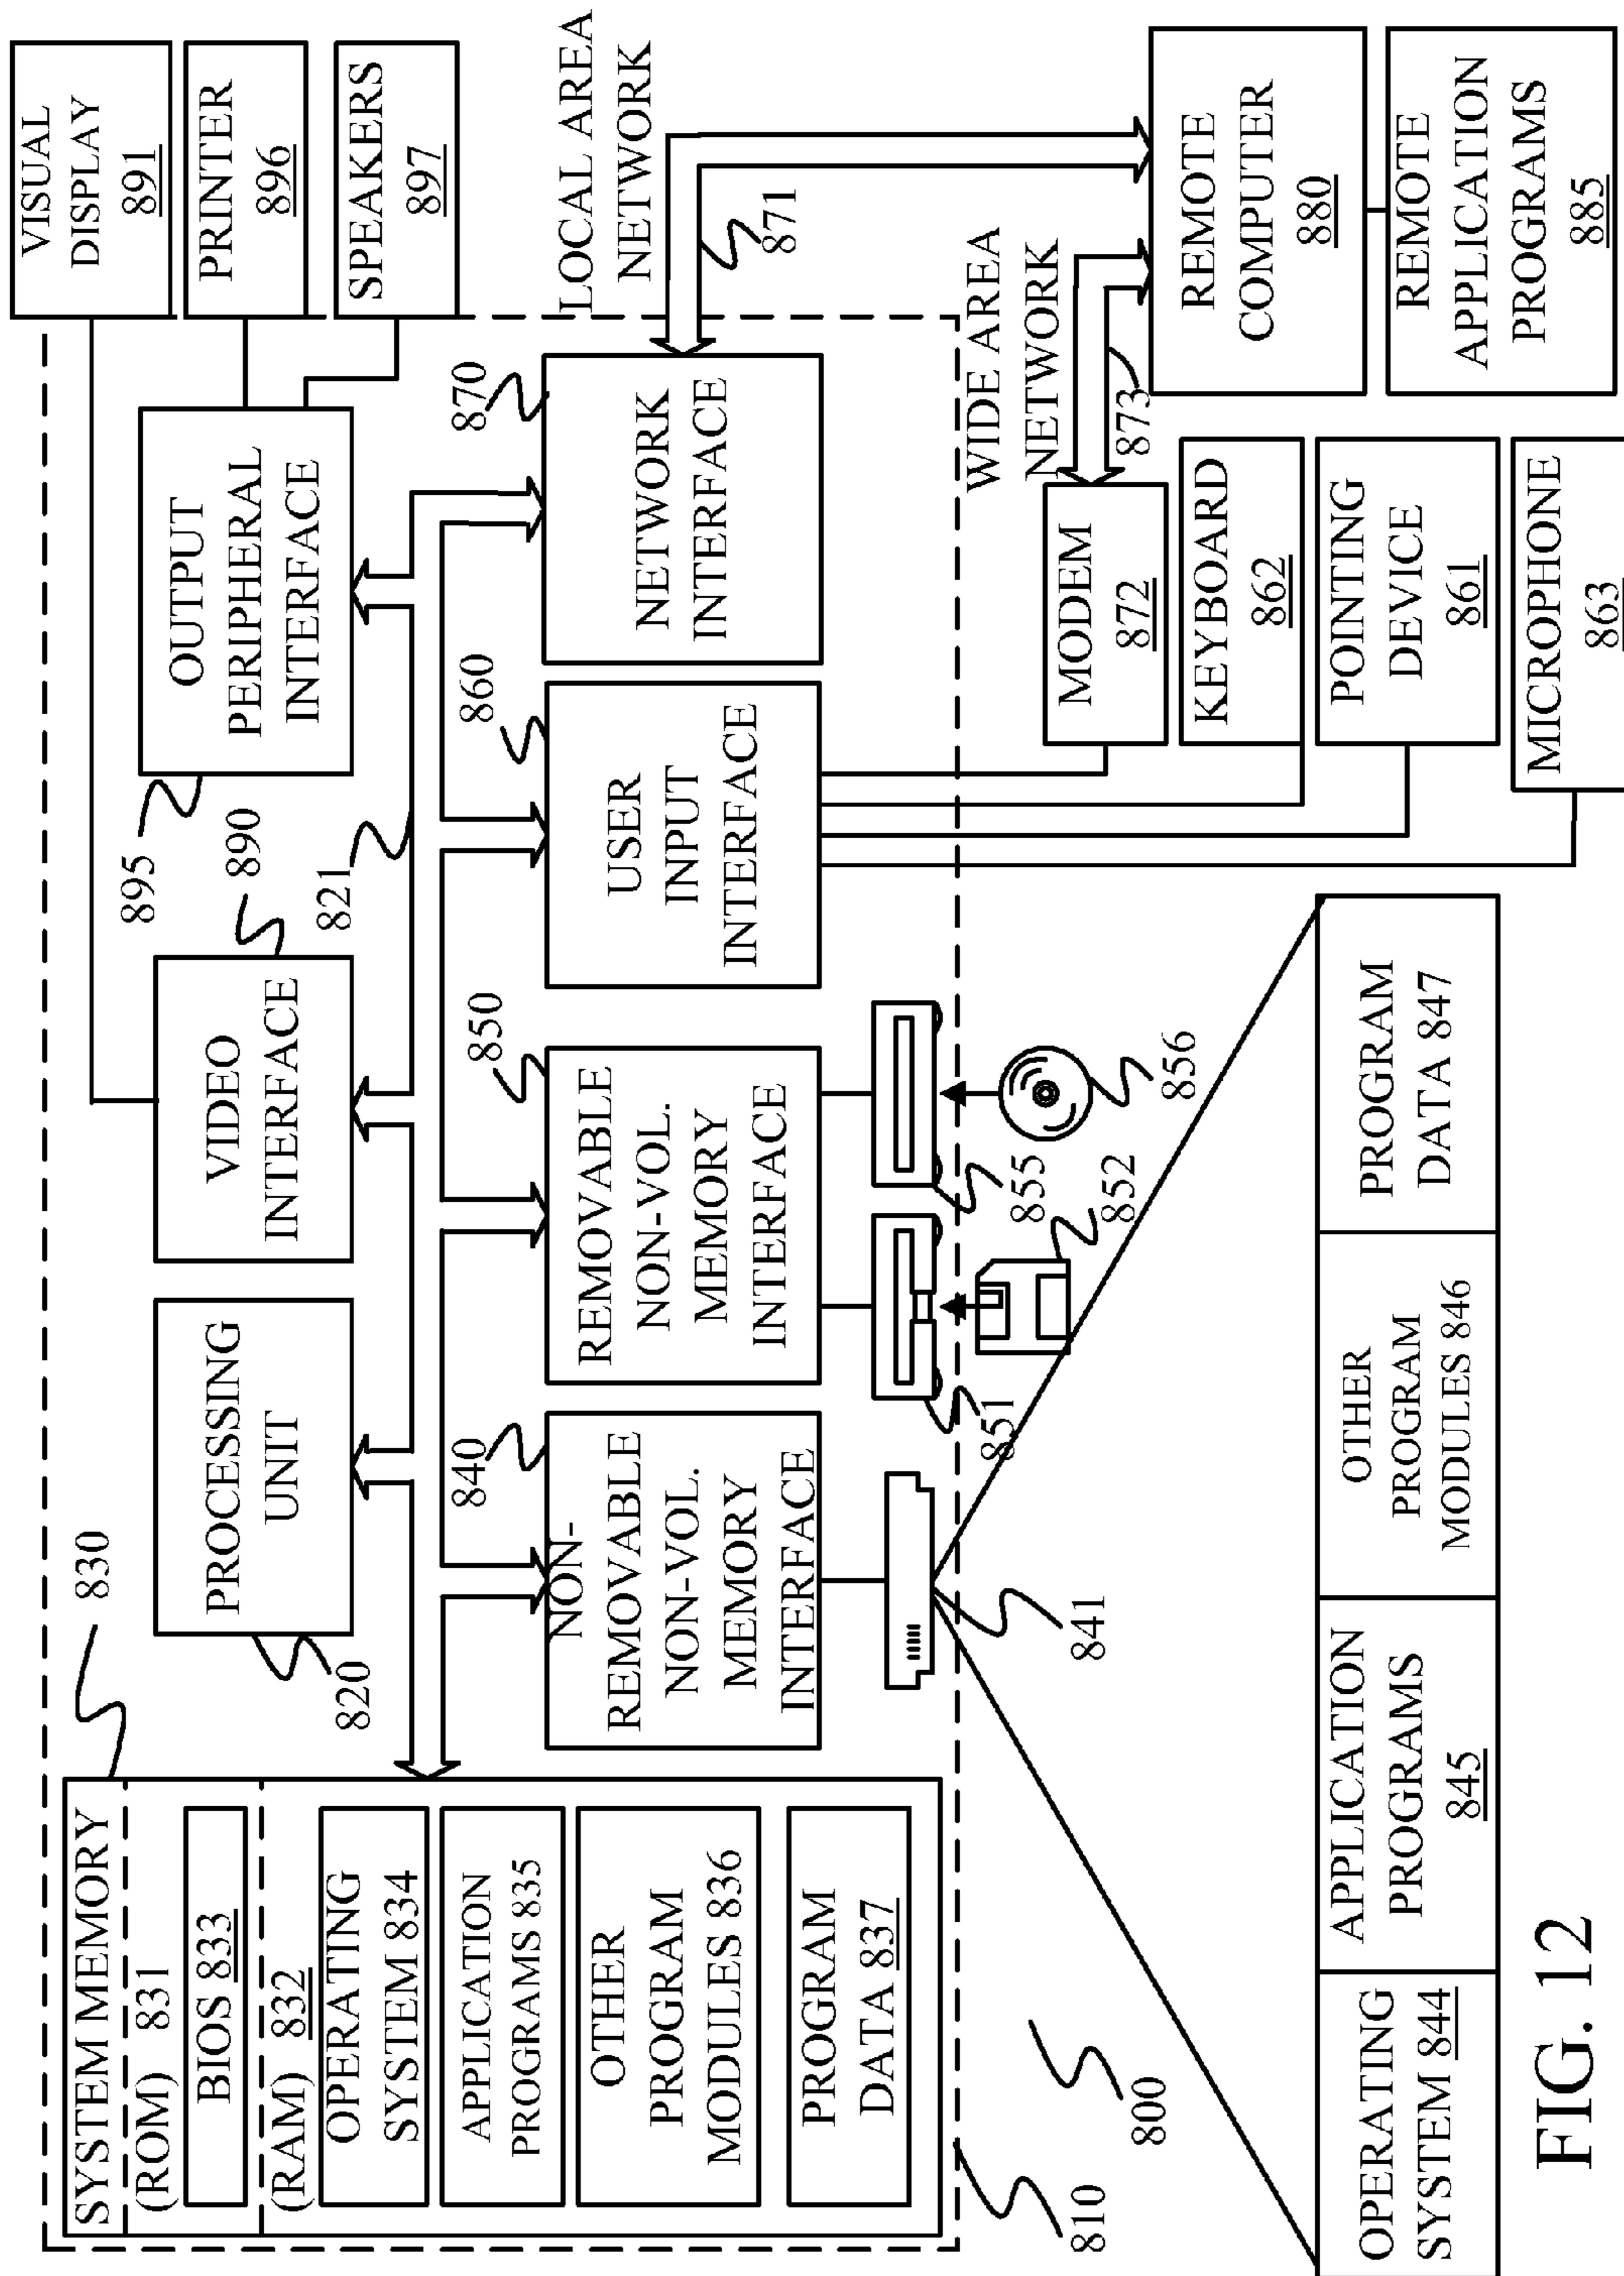 SYSTEM MEMORY
(ROM) 831
BIOS 833
(RAM) 832
OPERATING
SYSTEM 834
APPLICATION
PROGRAMS 835
OTHER
PROGRAM
MODULES 836
PROGRAM
DATA 837
830
820
PROCESSING
UNIT
VIDEO
INTERFACE
890
821
895
OUTPUT
PERIPHERAL
INTERFACE
VISUAL
DISPLAY
891
PRINTER
896
SPEAKERS
897
840
NON-
REMOVABLE
NON-VOL.
MEMORY
INTERFACE
850
REMOVABLE
NON-VOL.
MEMORY
INTERFACE
860
USER
INPUT
INTERFACE
870
NETWORK
INTERFACE
LOCAL AREA
NETWORK
871
810
800
841
851
852
855
856
WIDE AREA
NETWORK
873
MODEM
872
KEYBOARD
862
POINTING
DEVICE
861
MICROPHONE
863
REMOTE
COMPUTER
880
REMOTE
APPLICATION
PROGRAMS
885
OPERATING
SYSTEM 844
APPLICATION
PROGRAMS
845
OTHER
PROGRAM
MODULES 846
PROGRAM
DATA 847
FIG. 12